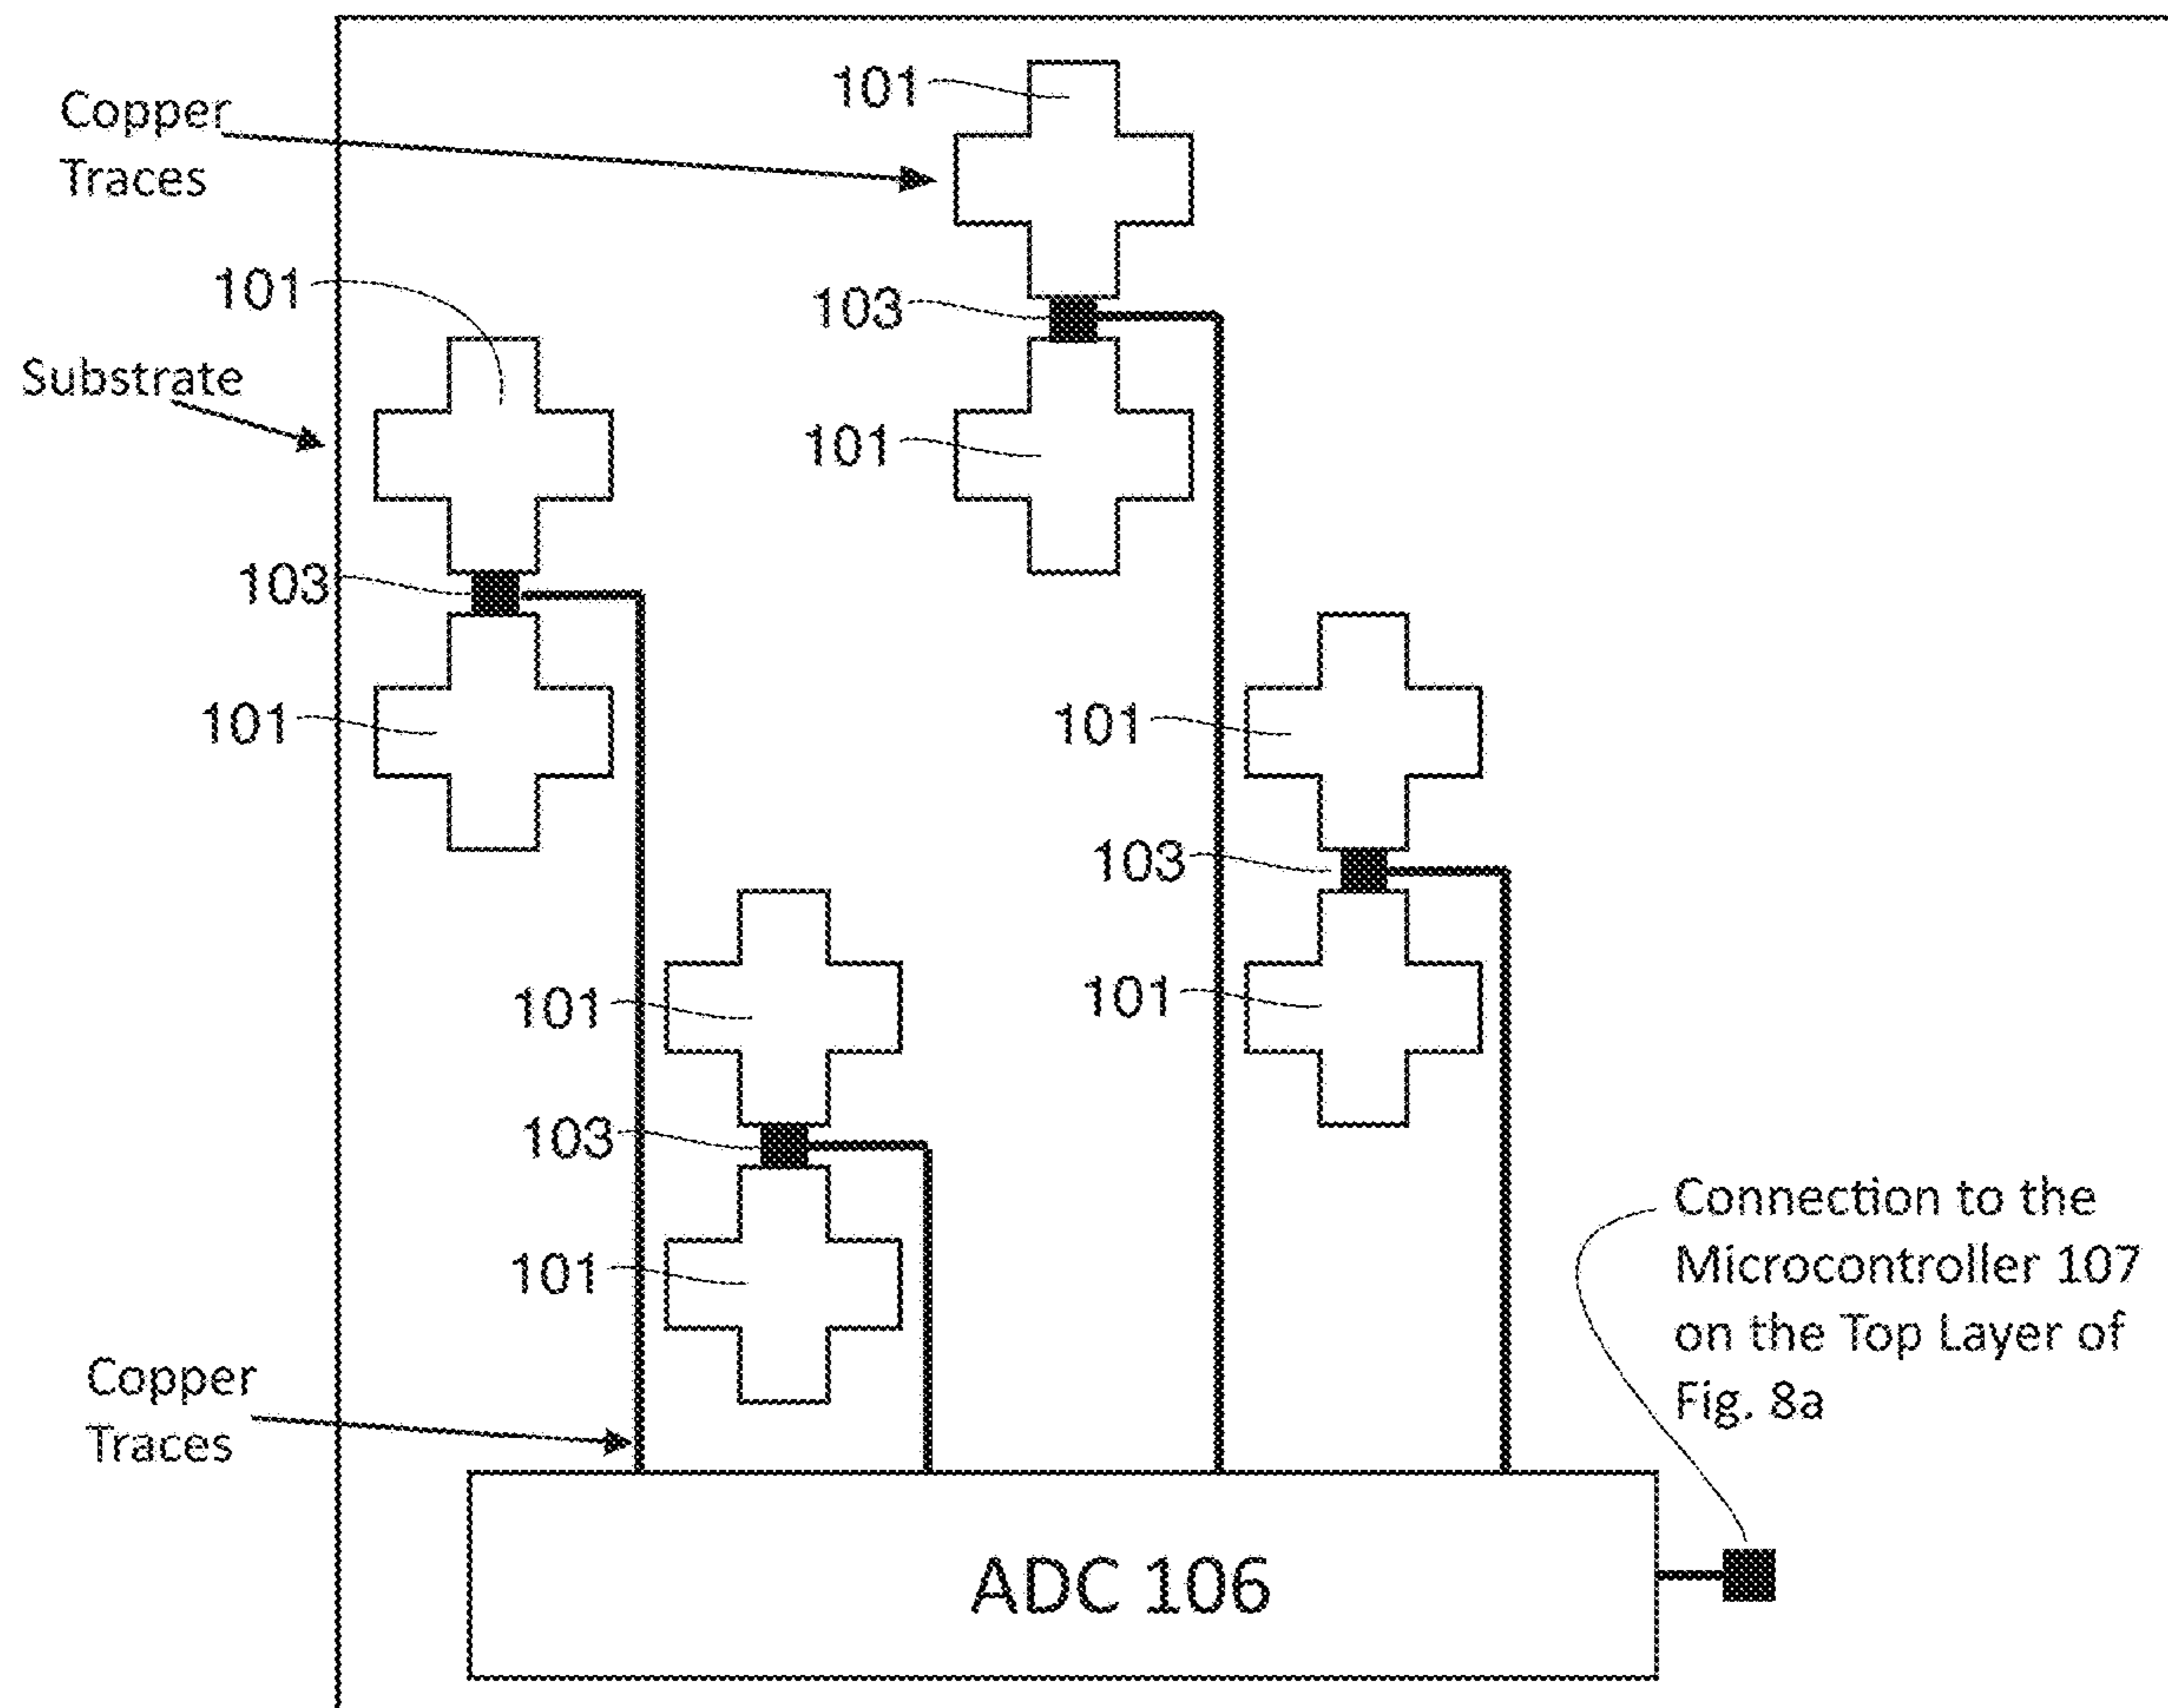 101
Copper
Traces
101
103
Substrate
101
103
101
101
103
101
101
103
Connection to the
Microcontroller 107
on the Top Layer of
Fig. 8a
101
Copper
Traces
ADC 106